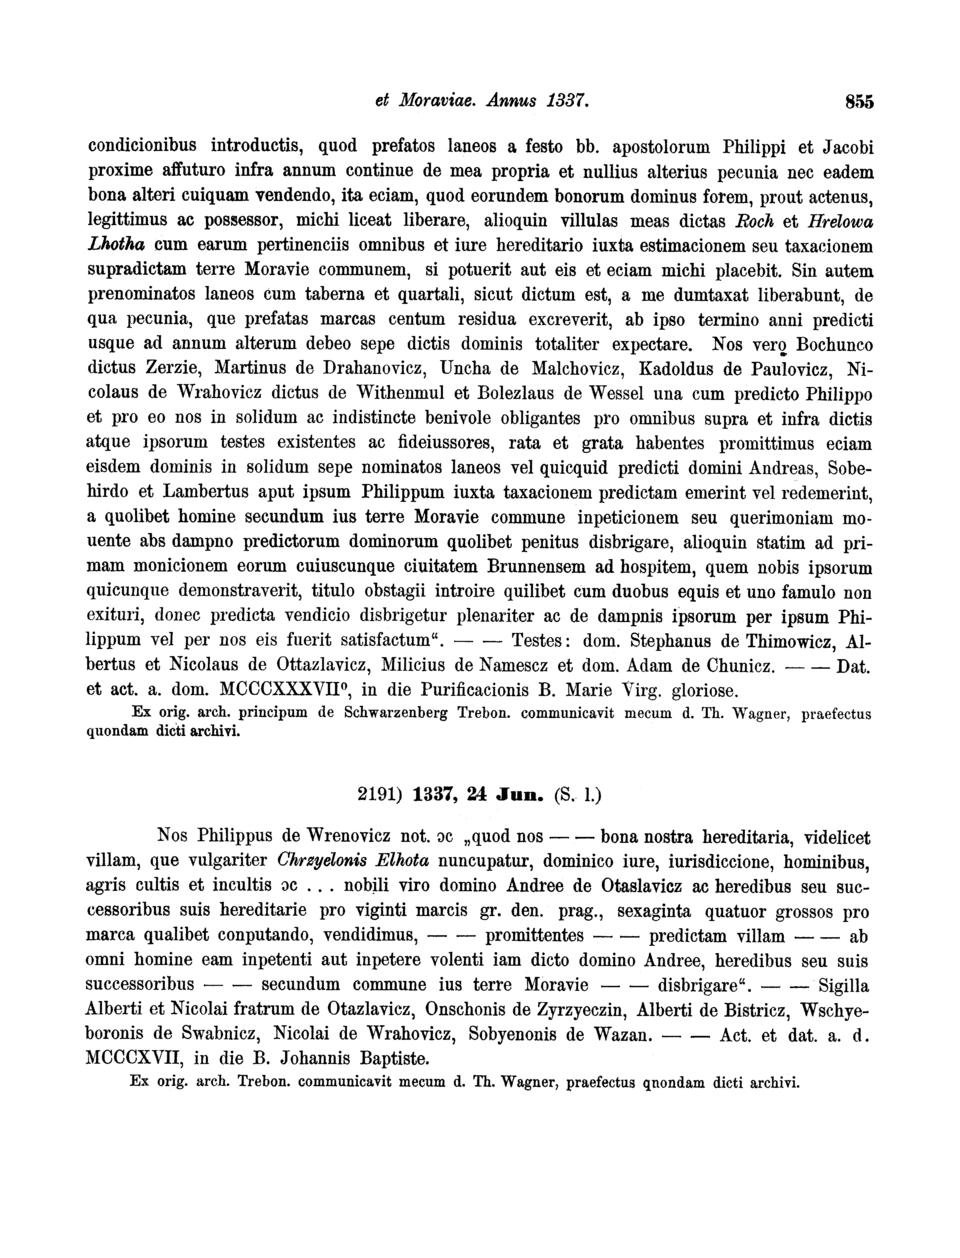 et Moraviae. Annus 1337. 855
condicionibus introductis, quod prefatos laneos a festo bb. apostolorum Philippi et Jacobi
proxime affuturo infra annum continue de mea propria et nullius alterius pecunia nec eadem
bona alteri cuiquam vendendo, ita eciam, quod eorundem bonorum dominus forem, prout actenus,
legittimus ac possessor, michi liceat liberare, alioquin villulas meas dictas Roch et Hrelowa
Lhotha cum earum pertinenciis omnibus et iure hereditario iuxta estimacionem seu taxacionem
supradictam terre Moravie communem, si potuerit aut eis et eciam michi placebit. Sin autem
prenominatos laneos cum taberna et quartali, sicut dictum est, a me dumtaxat liberabunt, de
qua pecunia, que prefatas marcas centum residua excreverit, ab ipso termino anni predicti
usque ad annum alterum debeo sepe dictis dominis totaliter expectare. Nos vero Bochunco
dictus Zerzie, Martinus de Drahanovicz, Uncha de Malchovicz, Kadoldus de Paulovicz, Ni-
colaus de Wrahovicz dictus de Withenmul et Bolezlaus de Wessel una cum predicto Philippo
et pro eo nos in solidum ac indistincte benivole obligantes pro omnibus supra et infra dictis
atque ipsorum testes existentes ac fideiussores, rata et grata habentes promittimus eciam
eisdem dominis in solidum sepe nominatos laneos vel quicquid predicti domini Andreas, Sobe-
hirdo et Lambertus aput ipsum Philippum iuxta taxacionem predictam emerint vel redemerint,
a quolibet homine secundum ius terre Moravie commune inpeticionem seu querimoniam mo-
uente abs dampno predictorum dominorum quolibet penitus disbrigare, alioquin statim ad pri-
mam monicionem eorum cuiuscunque ciuitatem Brunnensem ad hospitem, quem nobis ipsorum
quicunque demonstraverit, titulo obstagii introire quilibet cum duobus equis et uno famulo non
exituri, donec predicta vendicio disbrigetur plenariter ac de dampnis ipsorum per ipsum Phi-
lippum vel per nos eis fuerit satisfactum“. — — Testes: dom. Stephanus de Thimowicz, Al-
bertus et Nicolaus de Ottazlavicz, Milicius de Namescz et dom. Adam de Chunicz. — — Dat.
et act. a. dom. MCCCXXXVII⁰, in die Purificacionis B. Marie Virg. gloriose.
Ex orig. arch. principum de Schwarzenberg Trebon. communicavit mecum d. Th. Wagner, praefectus
quondam dicti archivi.
2191) 1337, 24 Jun. (S. l.)
Nos Philippus de Wrenovicz not. ɔc „quod nos — — bona nostra hereditaria, videlicet
villam, que vulgariter Chrzyelonis Elhota nuncupatur, dominico iure, iurisdiccione, hominibus,
agris cultis et incultis ɔc . . . nobili viro domino Andree de Otaslavicz ac heredibus seu suc-
cessoribus suis hereditarie pro viginti marcis gr. den. prag., sexaginta quatuor grossos pro
marca qualibet conputando, vendidimus, — — promittentes — — predictam villam — — ab
omni homine eam inpetenti aut inpetere volenti iam dicto domino Andree, heredibus seu suis
successoribus — — secundum commune ius terre Moravie — — disbrigare“. — — Sigilla
Alberti et Nicolai fratrum de Otazlavicz, Onschonis de Zyrzyeczin, Alberti de Bistricz, Wschye-
boronis de Swabnicz, Nicolai de Wrahovicz, Sobyenonis de Wazan. — — Act. et dat. a. d.
MCCCXVII, in die B. Johannis Baptiste.
Ex orig. arch. Trebon. communicavit mecum d. Th. Wagner, praefectus qnondam dicti archivi.